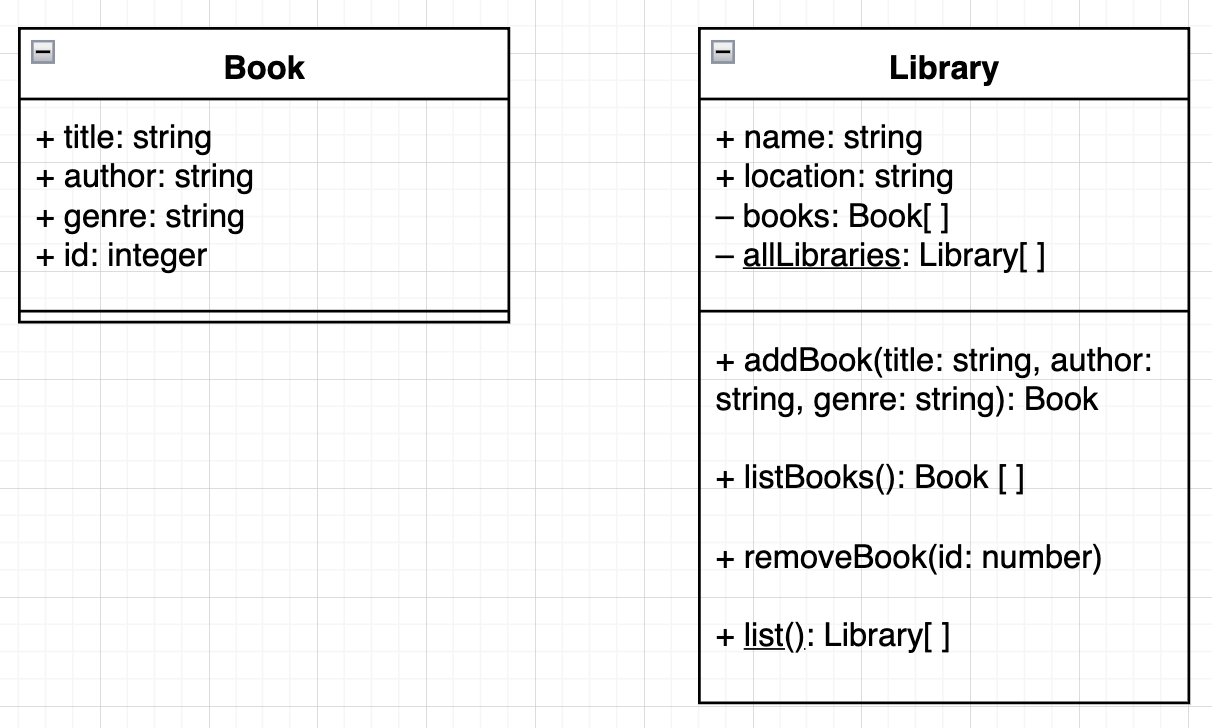 Book
+ title: string
+ author: string
+ genre: string
+ id: integer
Library
+ name: string
+ location: string
– books: Book[ ]
– allLibraries: Library[ ]
+ addBook(title: string, author:
string, genre: string): Book
+ listBooks(): Book [ ]
+ removeBook(id: number)
+ list(): Library[ ]